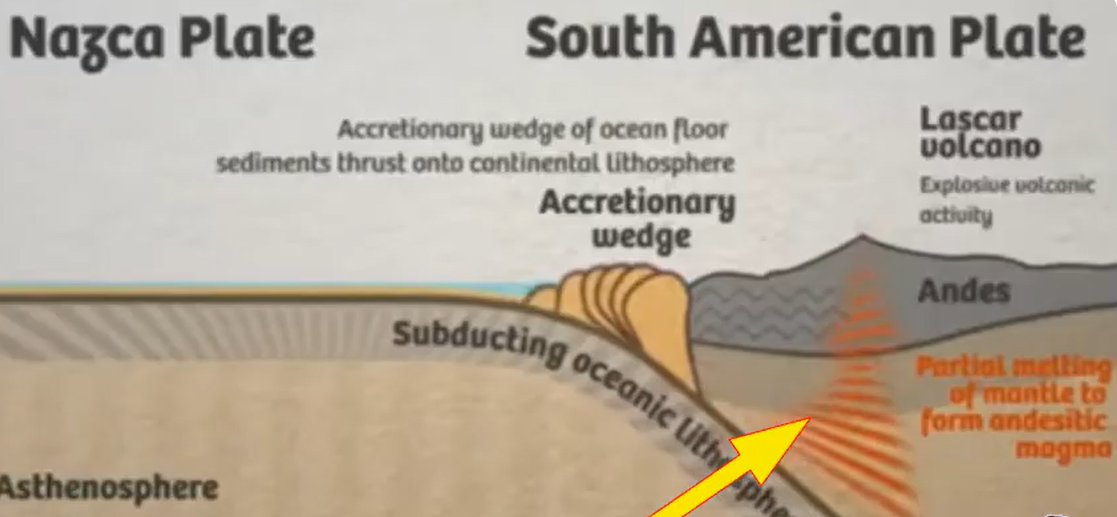 Nazca Plate
South American Plate
Accretionary wedge of ocean floor
sediments thrust onto continental lithosphere
Accretionary
wedge
Lascar
volcano
Explosive volcanic
activity
Andes
Subducting oceanic
Partial melting
of mantle to
form andesitic
magma
Asthenosphere